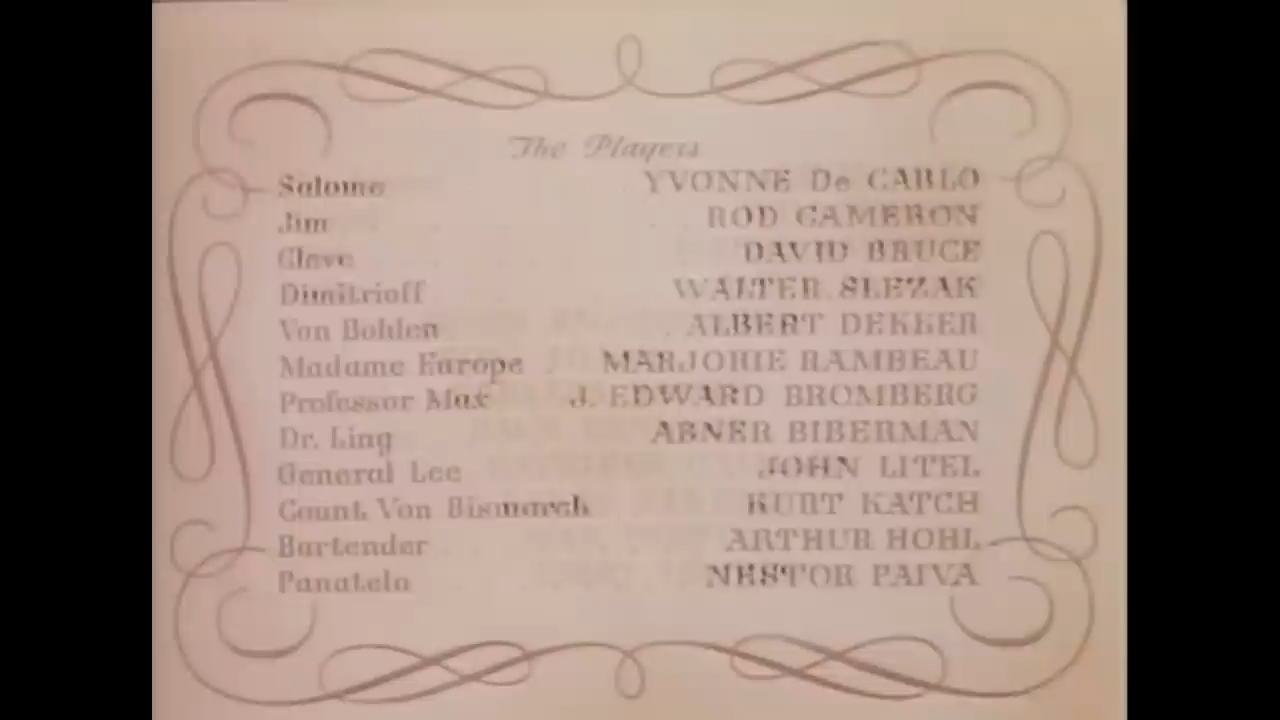 The Players
Salome YVONNE De CARLO
Jim ROD CAMERON
Cleve DAVID BRUCE
Dimitrioff WALTER SLEZAK
Von Bohlen ALBERT DEKKER
Madame Europe MARJORIE RAMBEAU
Professor Max J. EDWARD BROMBERG
Dr. Ling ABNER BIBERMAN
General Lee JOHN LITEL
Count Von Bismarck KURT KATCH
Bartender ARTHUR HOHL
Panatela NESTOR PAIVA